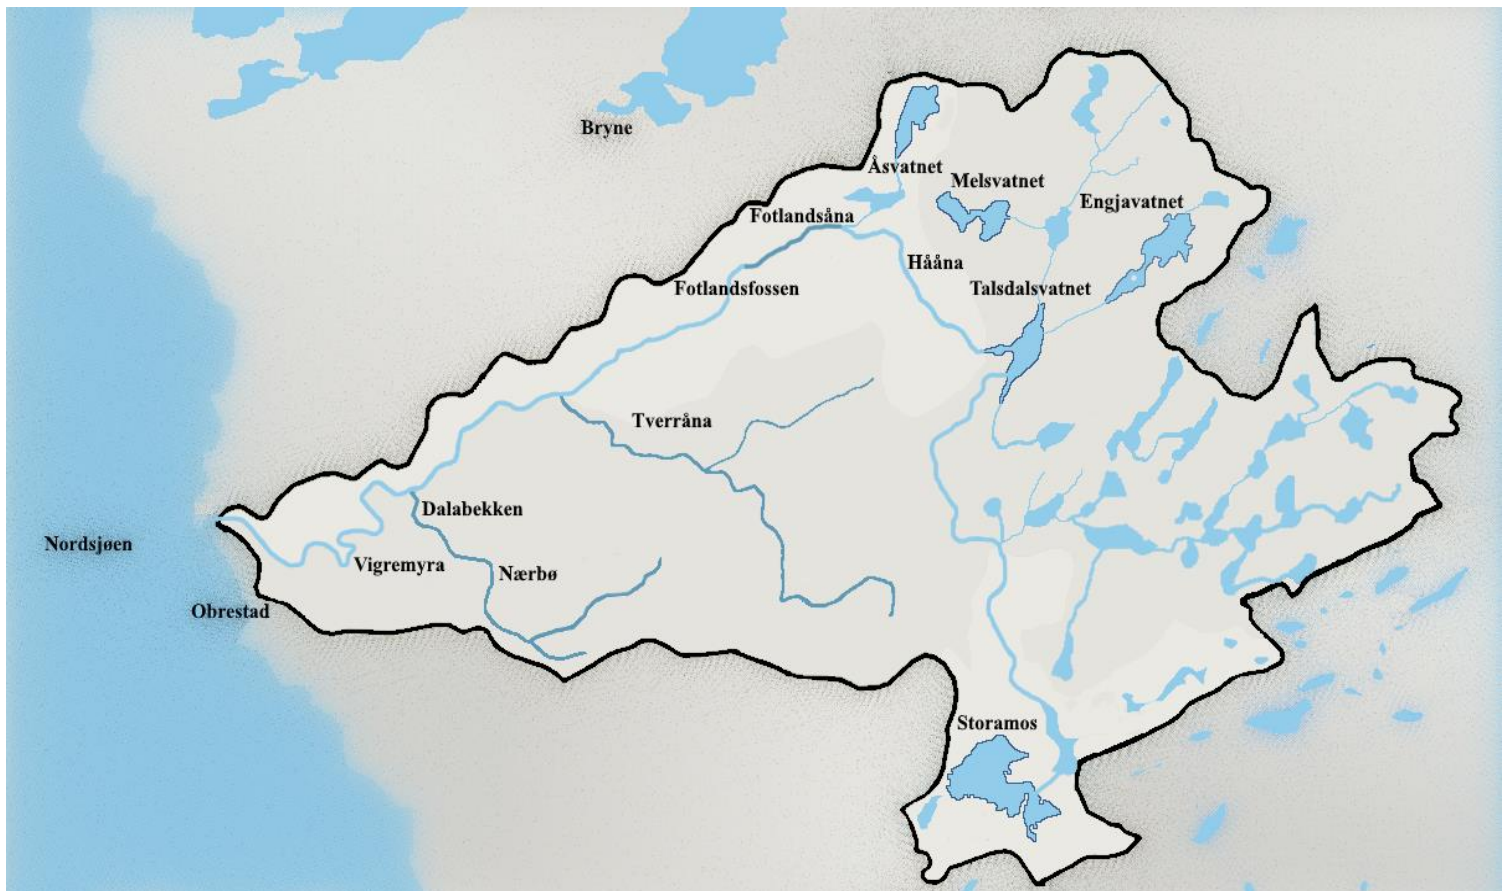 Bryne
Åsvatnet
Melsvatnet
Engjavatnet
Fotlandsåna
Hååna
Fotlandsfossen
Talsdalsvatnet
Tverråna
Dalabekken
Nordsjøen
Vigremyra
Nærbø
Obrestad
Storamos